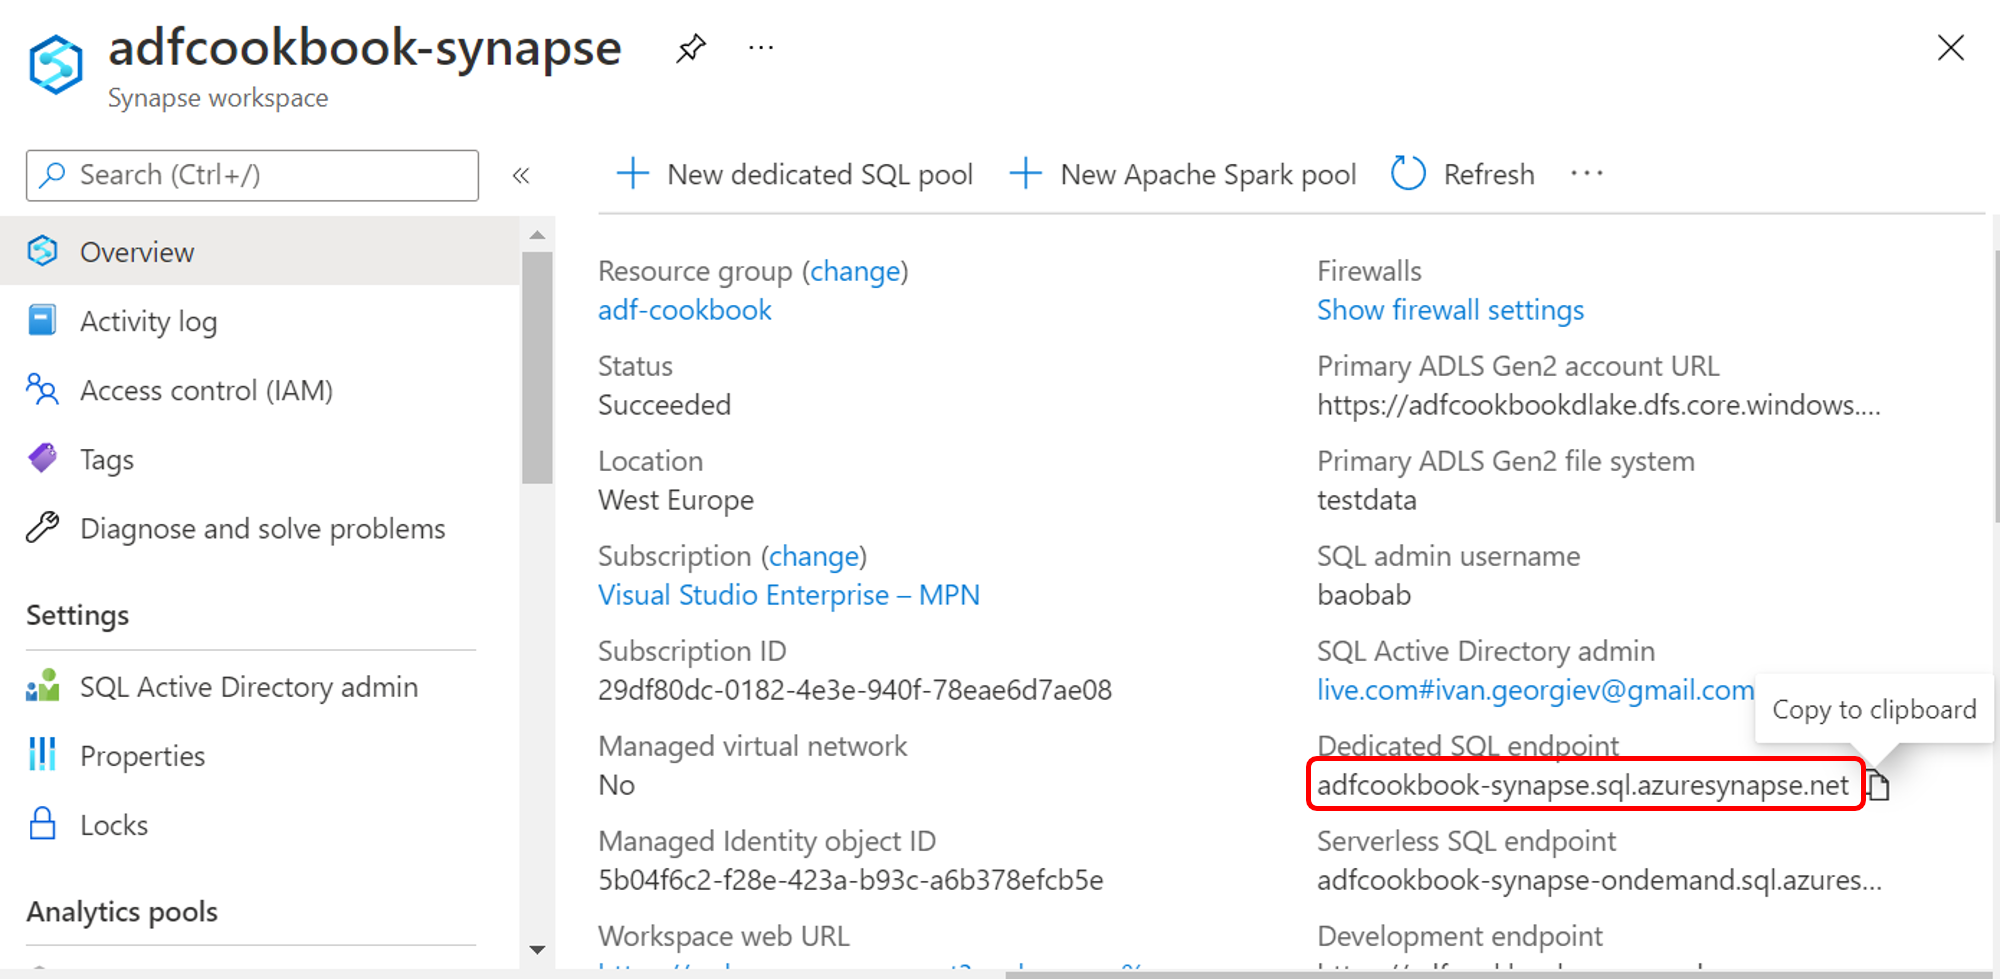 adfcookbook-synapse
Synapse workspace
Search (Ctrl+/)
Overview
Activity log
Access control (IAM)
Tags
Diagnose and solve problems
Settings
SQL Active Directory admin
Properties
Locks
Analytics pools
New dedicated SQL pool
New Apache Spark pool
Refresh
Resource group (change)
adf-cookbook
Status
Succeeded
Location
West Europe
Subscription (change)
Visual Studio Enterprise – MPN
Subscription ID
29df80dc-0182-4e3e-940f-78eae6d7ae08
Managed virtual network
No
Managed Identity object ID
5b04f6c2-f28e-423a-b93c-a6b378efcb5e
Workspace web URL
Firewalls
Show firewall settings
Primary ADLS Gen2 account URL
https://adfcookbookdlake.dfs.core.windows....
Primary ADLS Gen2 file system
testdata
SQL admin username
baobab
SQL Active Directory admin
live.com#ivan.georgiev@gmail.com
Copy to clipboard
Dedicated SQL endpoint
adfcookbook-synapse.sql.azuresynapse.net
Serverless SQL endpoint
adfcookbook-synapse-ondemand.sql.azures...
Development endpoint